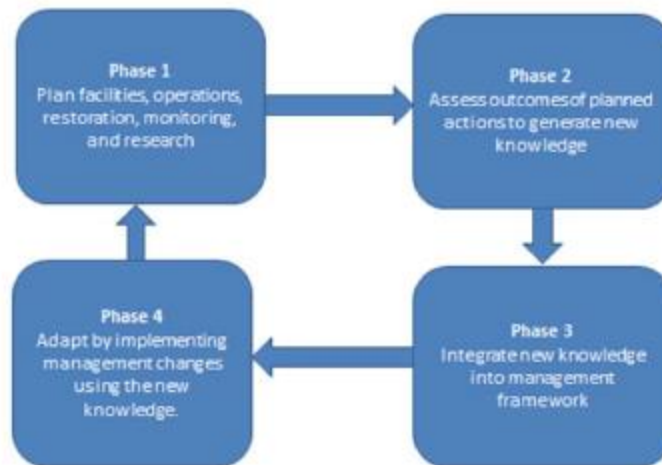 Phase 1
Plan facilities, operations,
restoration, monitoring,
and research
Phase 2
Assess outcomes of planned
actions to generate new
knowledge
Phase 3
Integrate new knowledge
into management
framework
Phase 4
Adapt by implementing
management changes
using the new
knowledge.